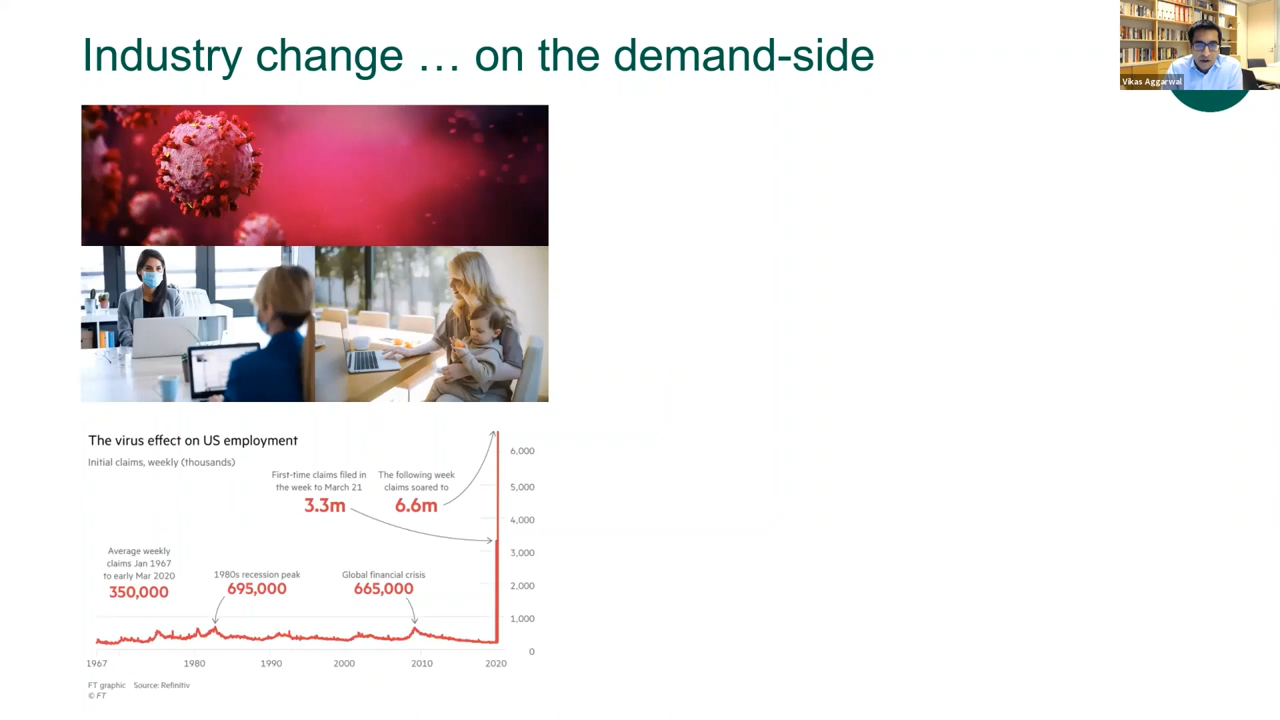 Industry change … on the demand-side
Vikas Aggarwal
The virus effect on US employment
Initial claims, weekly (thousands)
First-time claims filed in
the week to March 21
3.3m
The following week
claims soared to
6.6m
Average weekly
claims Jan 1967
to early Mar 2020
350,000
1980s recession peak
695,000
Global financial crisis
665,000
6,000
5,000
4,000
3,000
2,000
1,000
0
1967
1980
1990
2000
2010
2020
FT graphic Source: Refinitiv
© FT